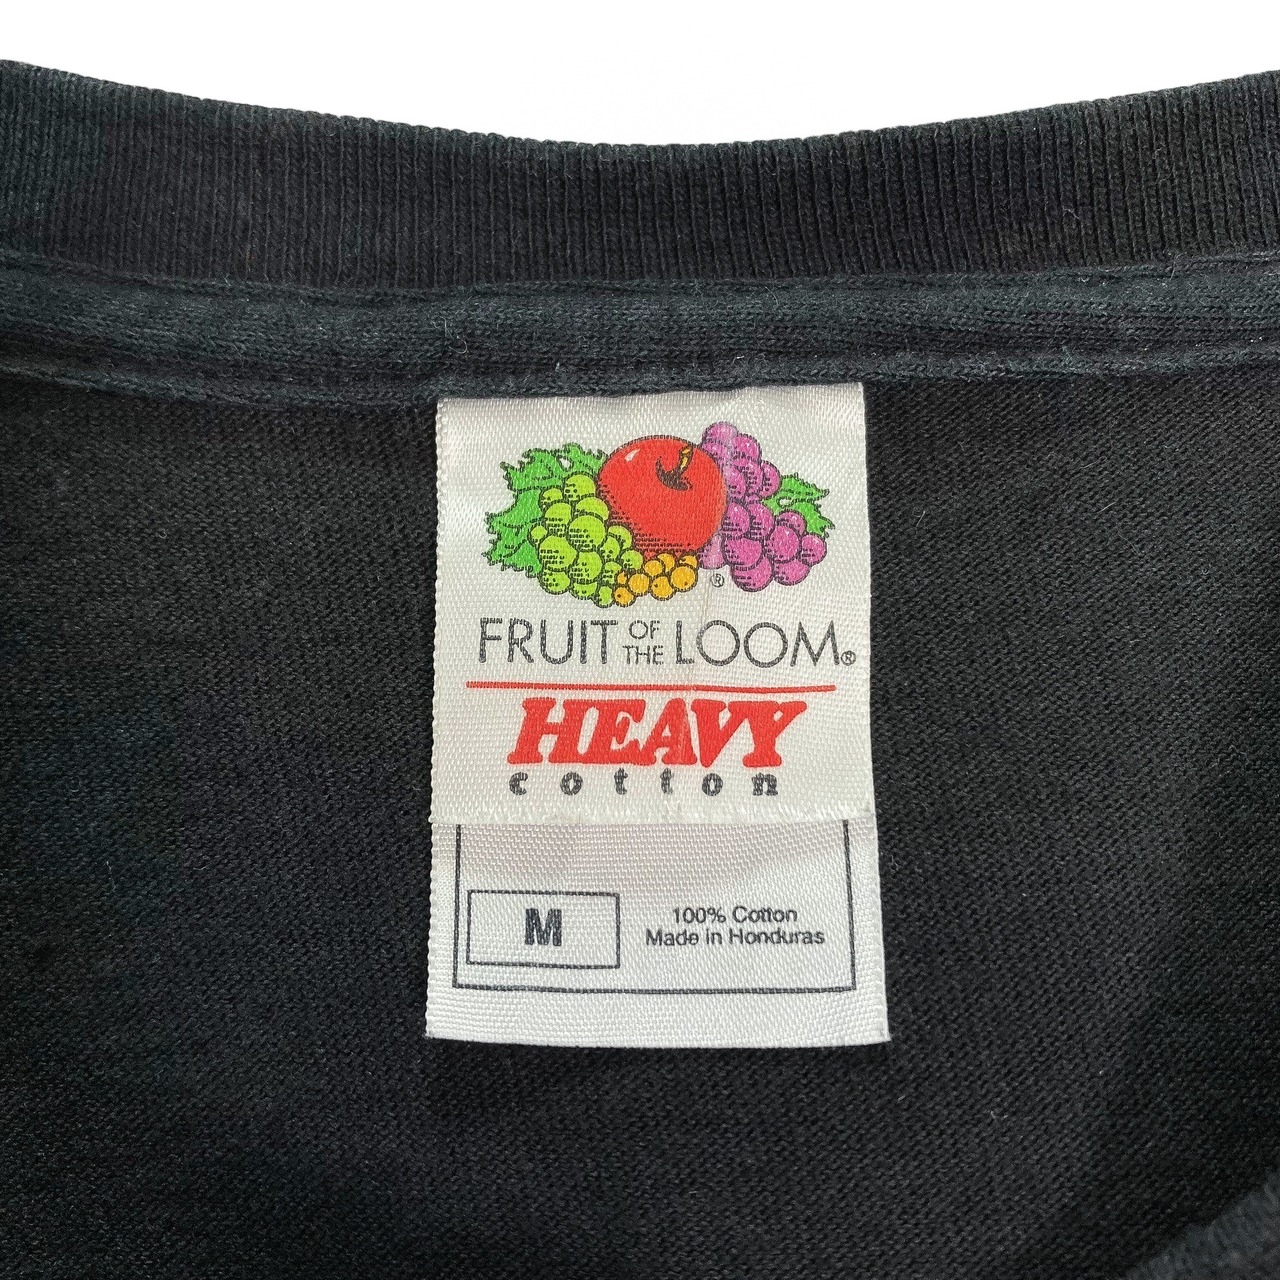 ®
FRUIT OF THE LOOM®
HEAVY
cotton
M
100% Cotton
Made in Honduras